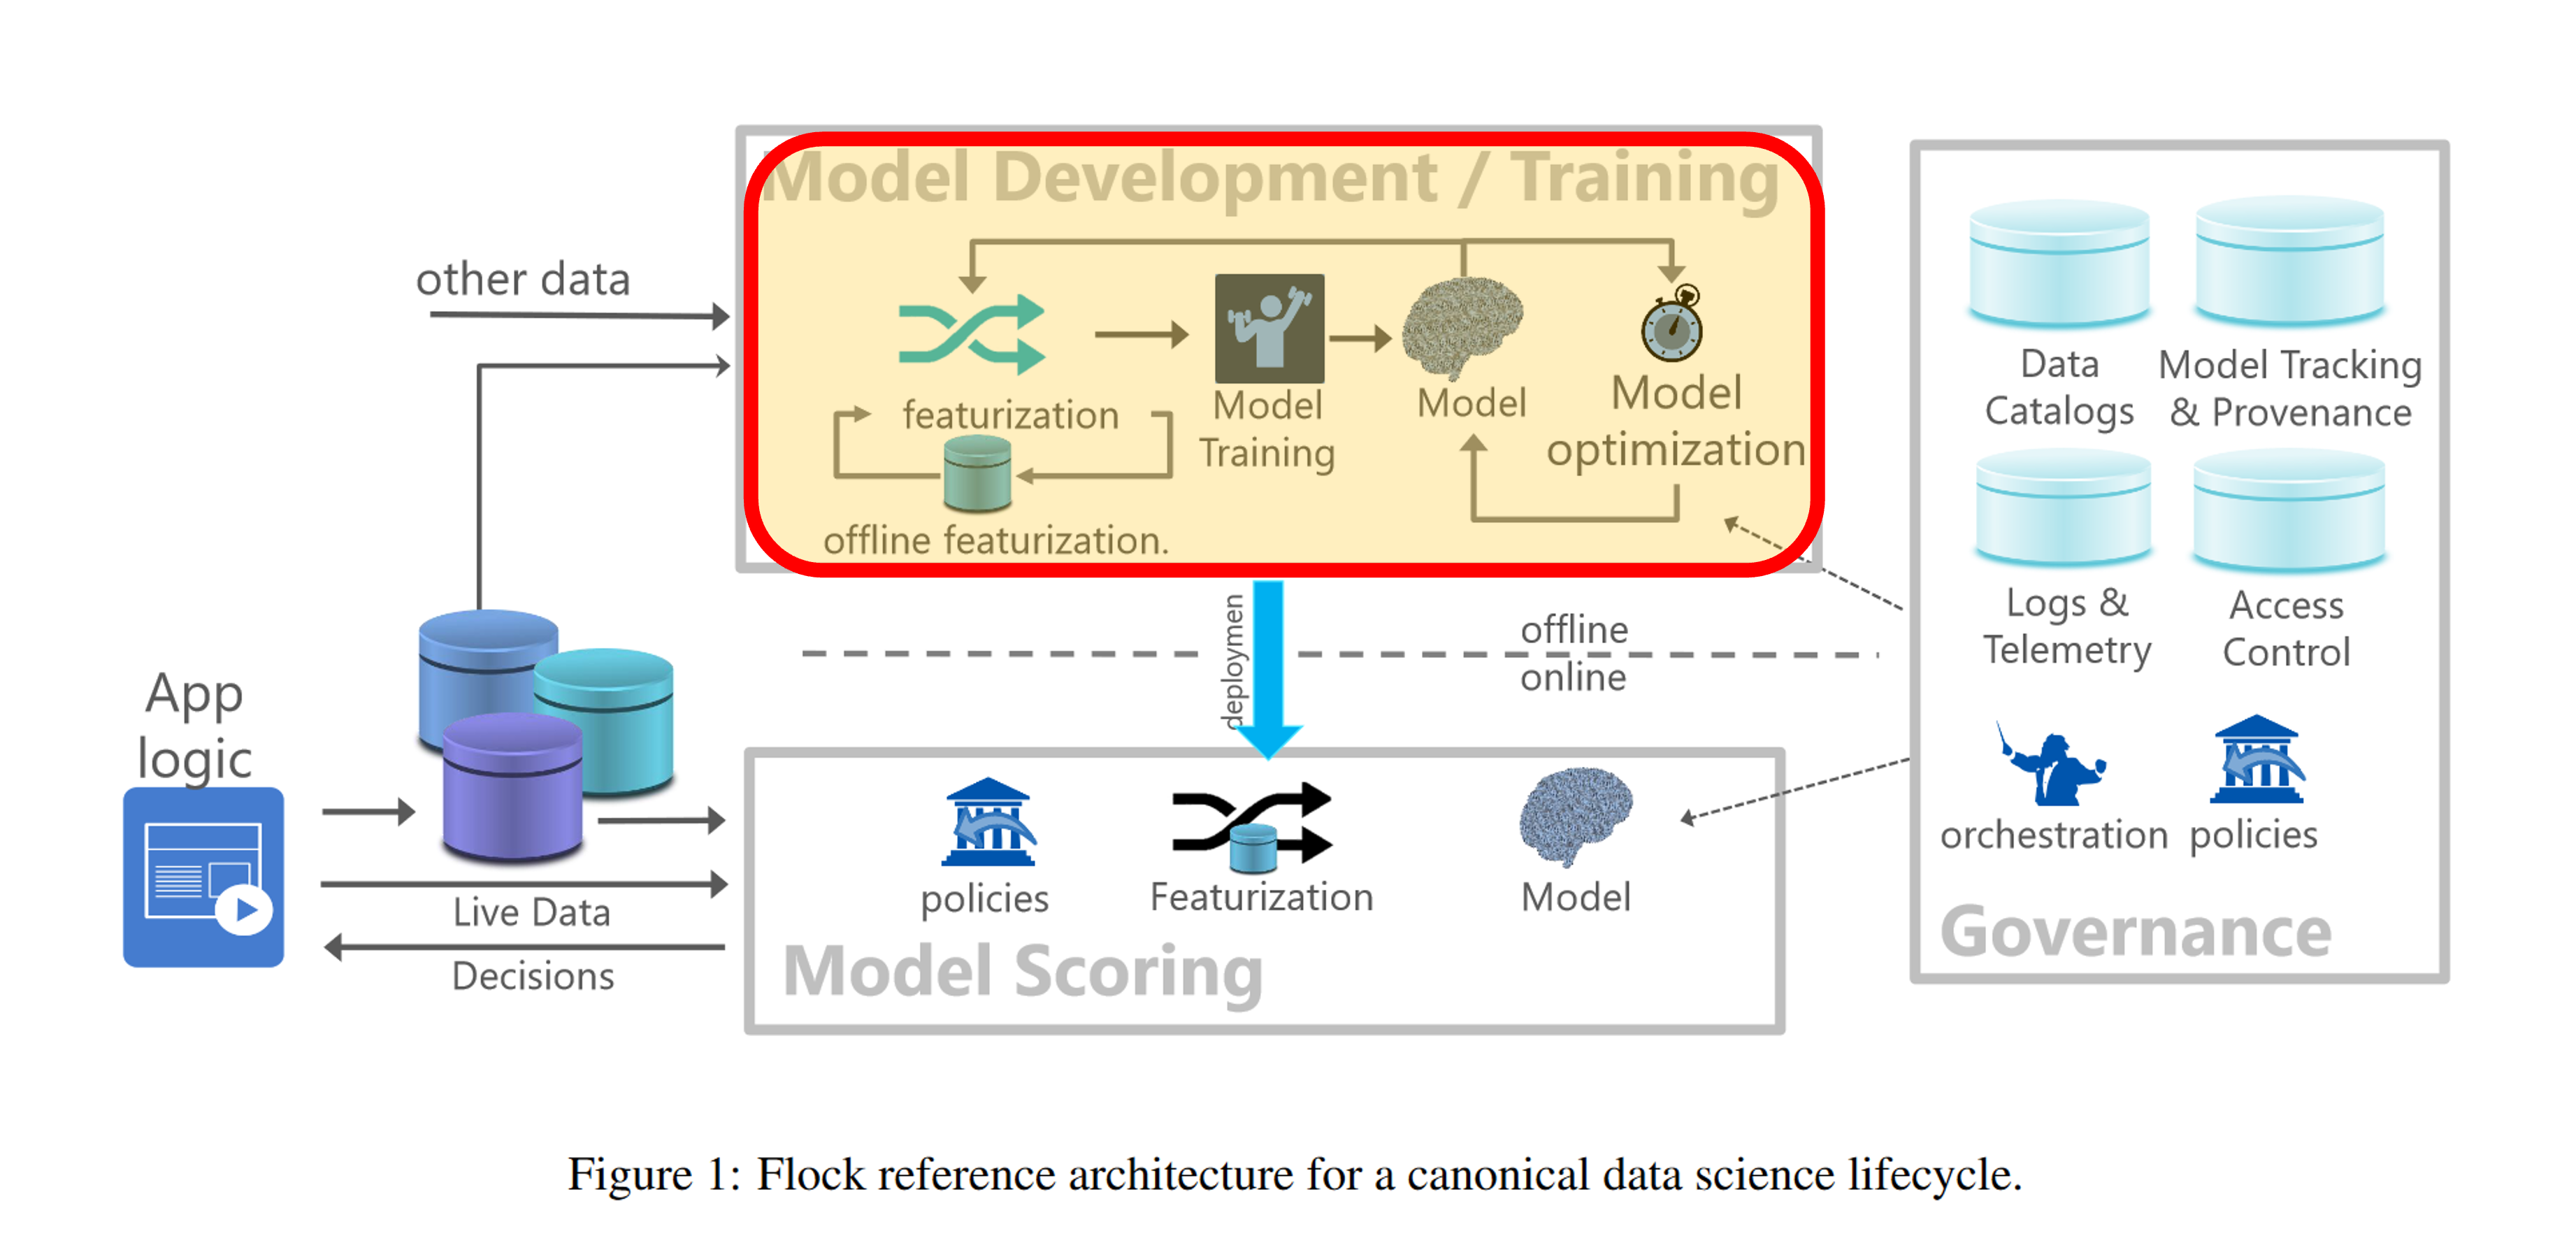 Model Development / Training
other data
featurization
Model
Training
Model
Model
optimization
offline featurization.
Data
Catalogs
Model Tracking
& Provenance
Logs &
Telemetry
Access
Control
orchestration
policies
Governance
deploymen
offline
online
App
logic
Live Data
Decisions
policies
Featurization
Model
Model Scoring
Figure 1: Flock reference architecture for a canonical data science lifecycle.